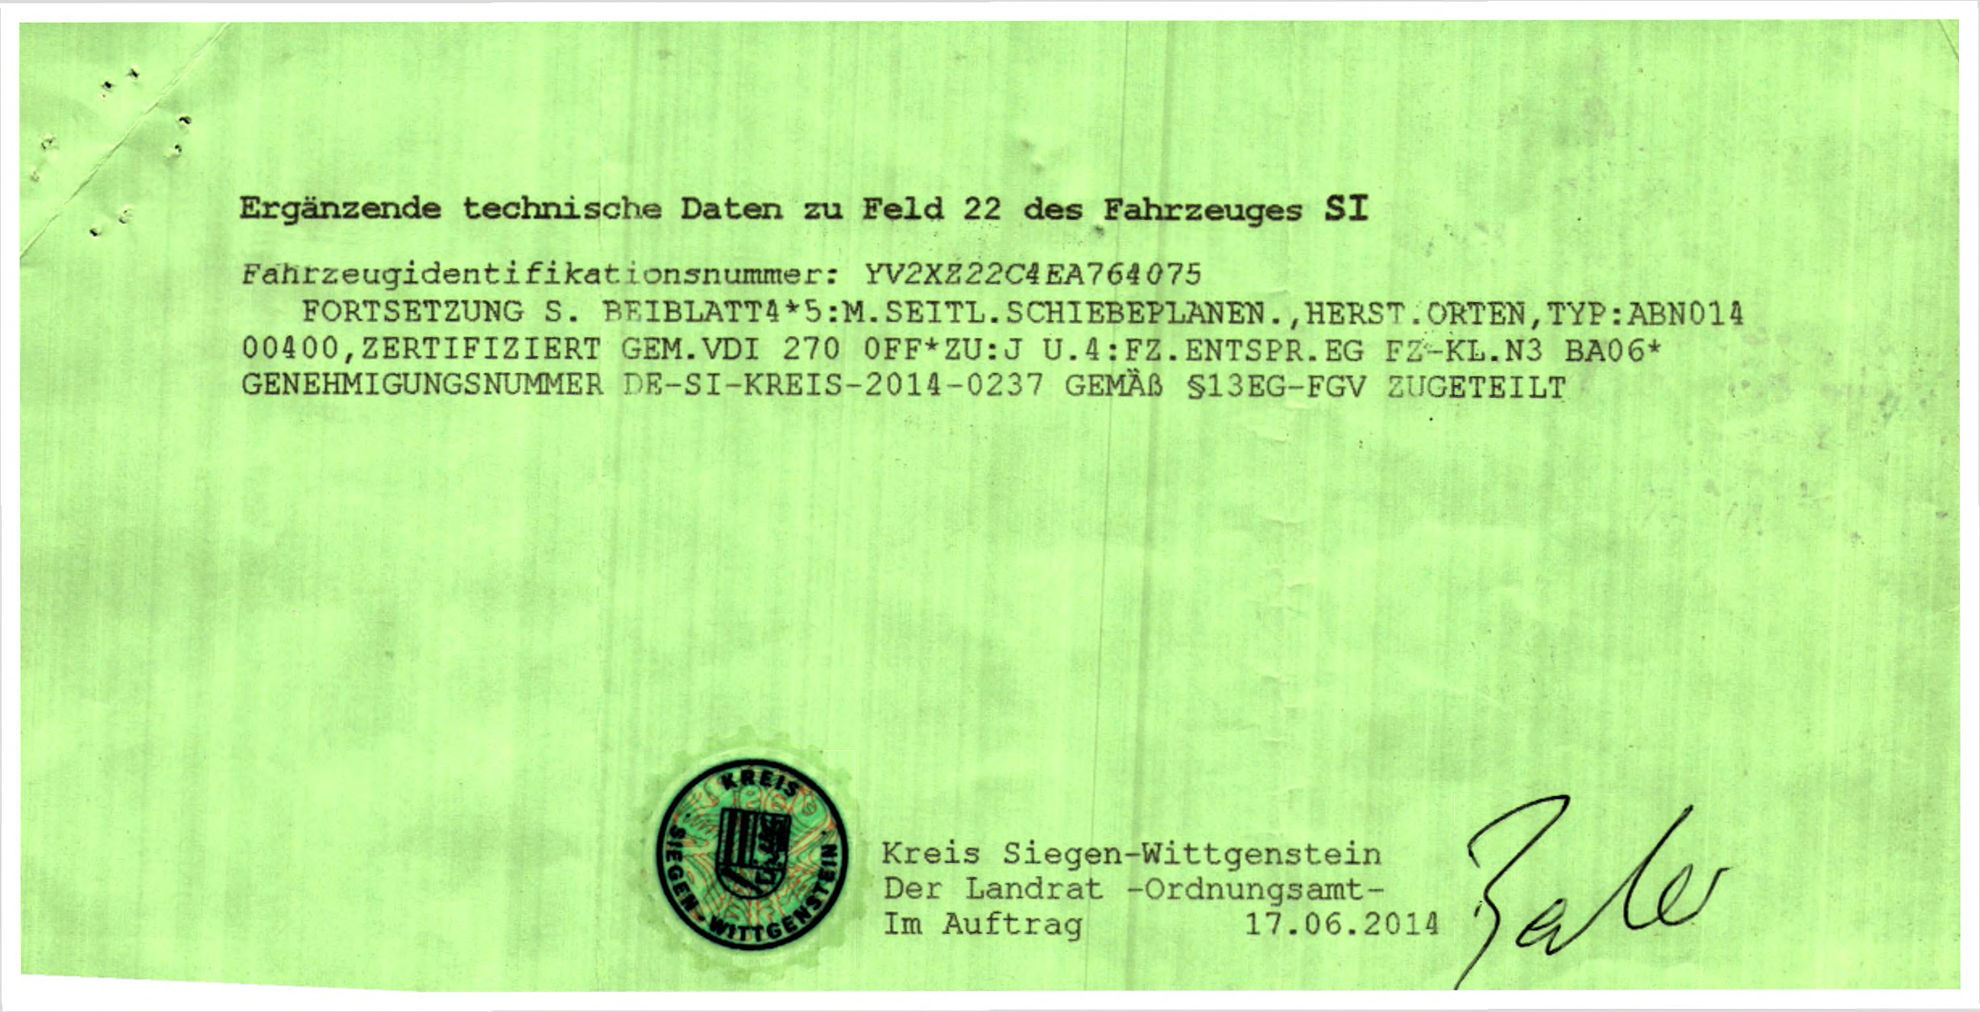 Ergänzende technische Daten zu Feld 22 des Fahrzeuges SI
Fahrzeugidentifikationsnummer: YV2XZ22C4EA764075
FORTSETZUNG S. BEIBLATT4*5:M.SEITL.SCHIEBEPLANEN.,HERST.ORTEN,TYP:ABN014
00400,ZERTIFIZIERT GEM.VDI 270 0FF*ZU:J U.4:FZ.ENTSPR.EG FZ-KL.N3 BA06*
GENEHMIGUNGSNUMMER DE-SI-KREIS-2014-0237 GEMÄß §13EG-FGV ZUGETEILT
KREIS
SIEGEN-WITTGENSTEIN
Kreis Siegen-Wittgenstein
Der Landrat -Ordnungsamt-
Im Auftrag 17.06.2014